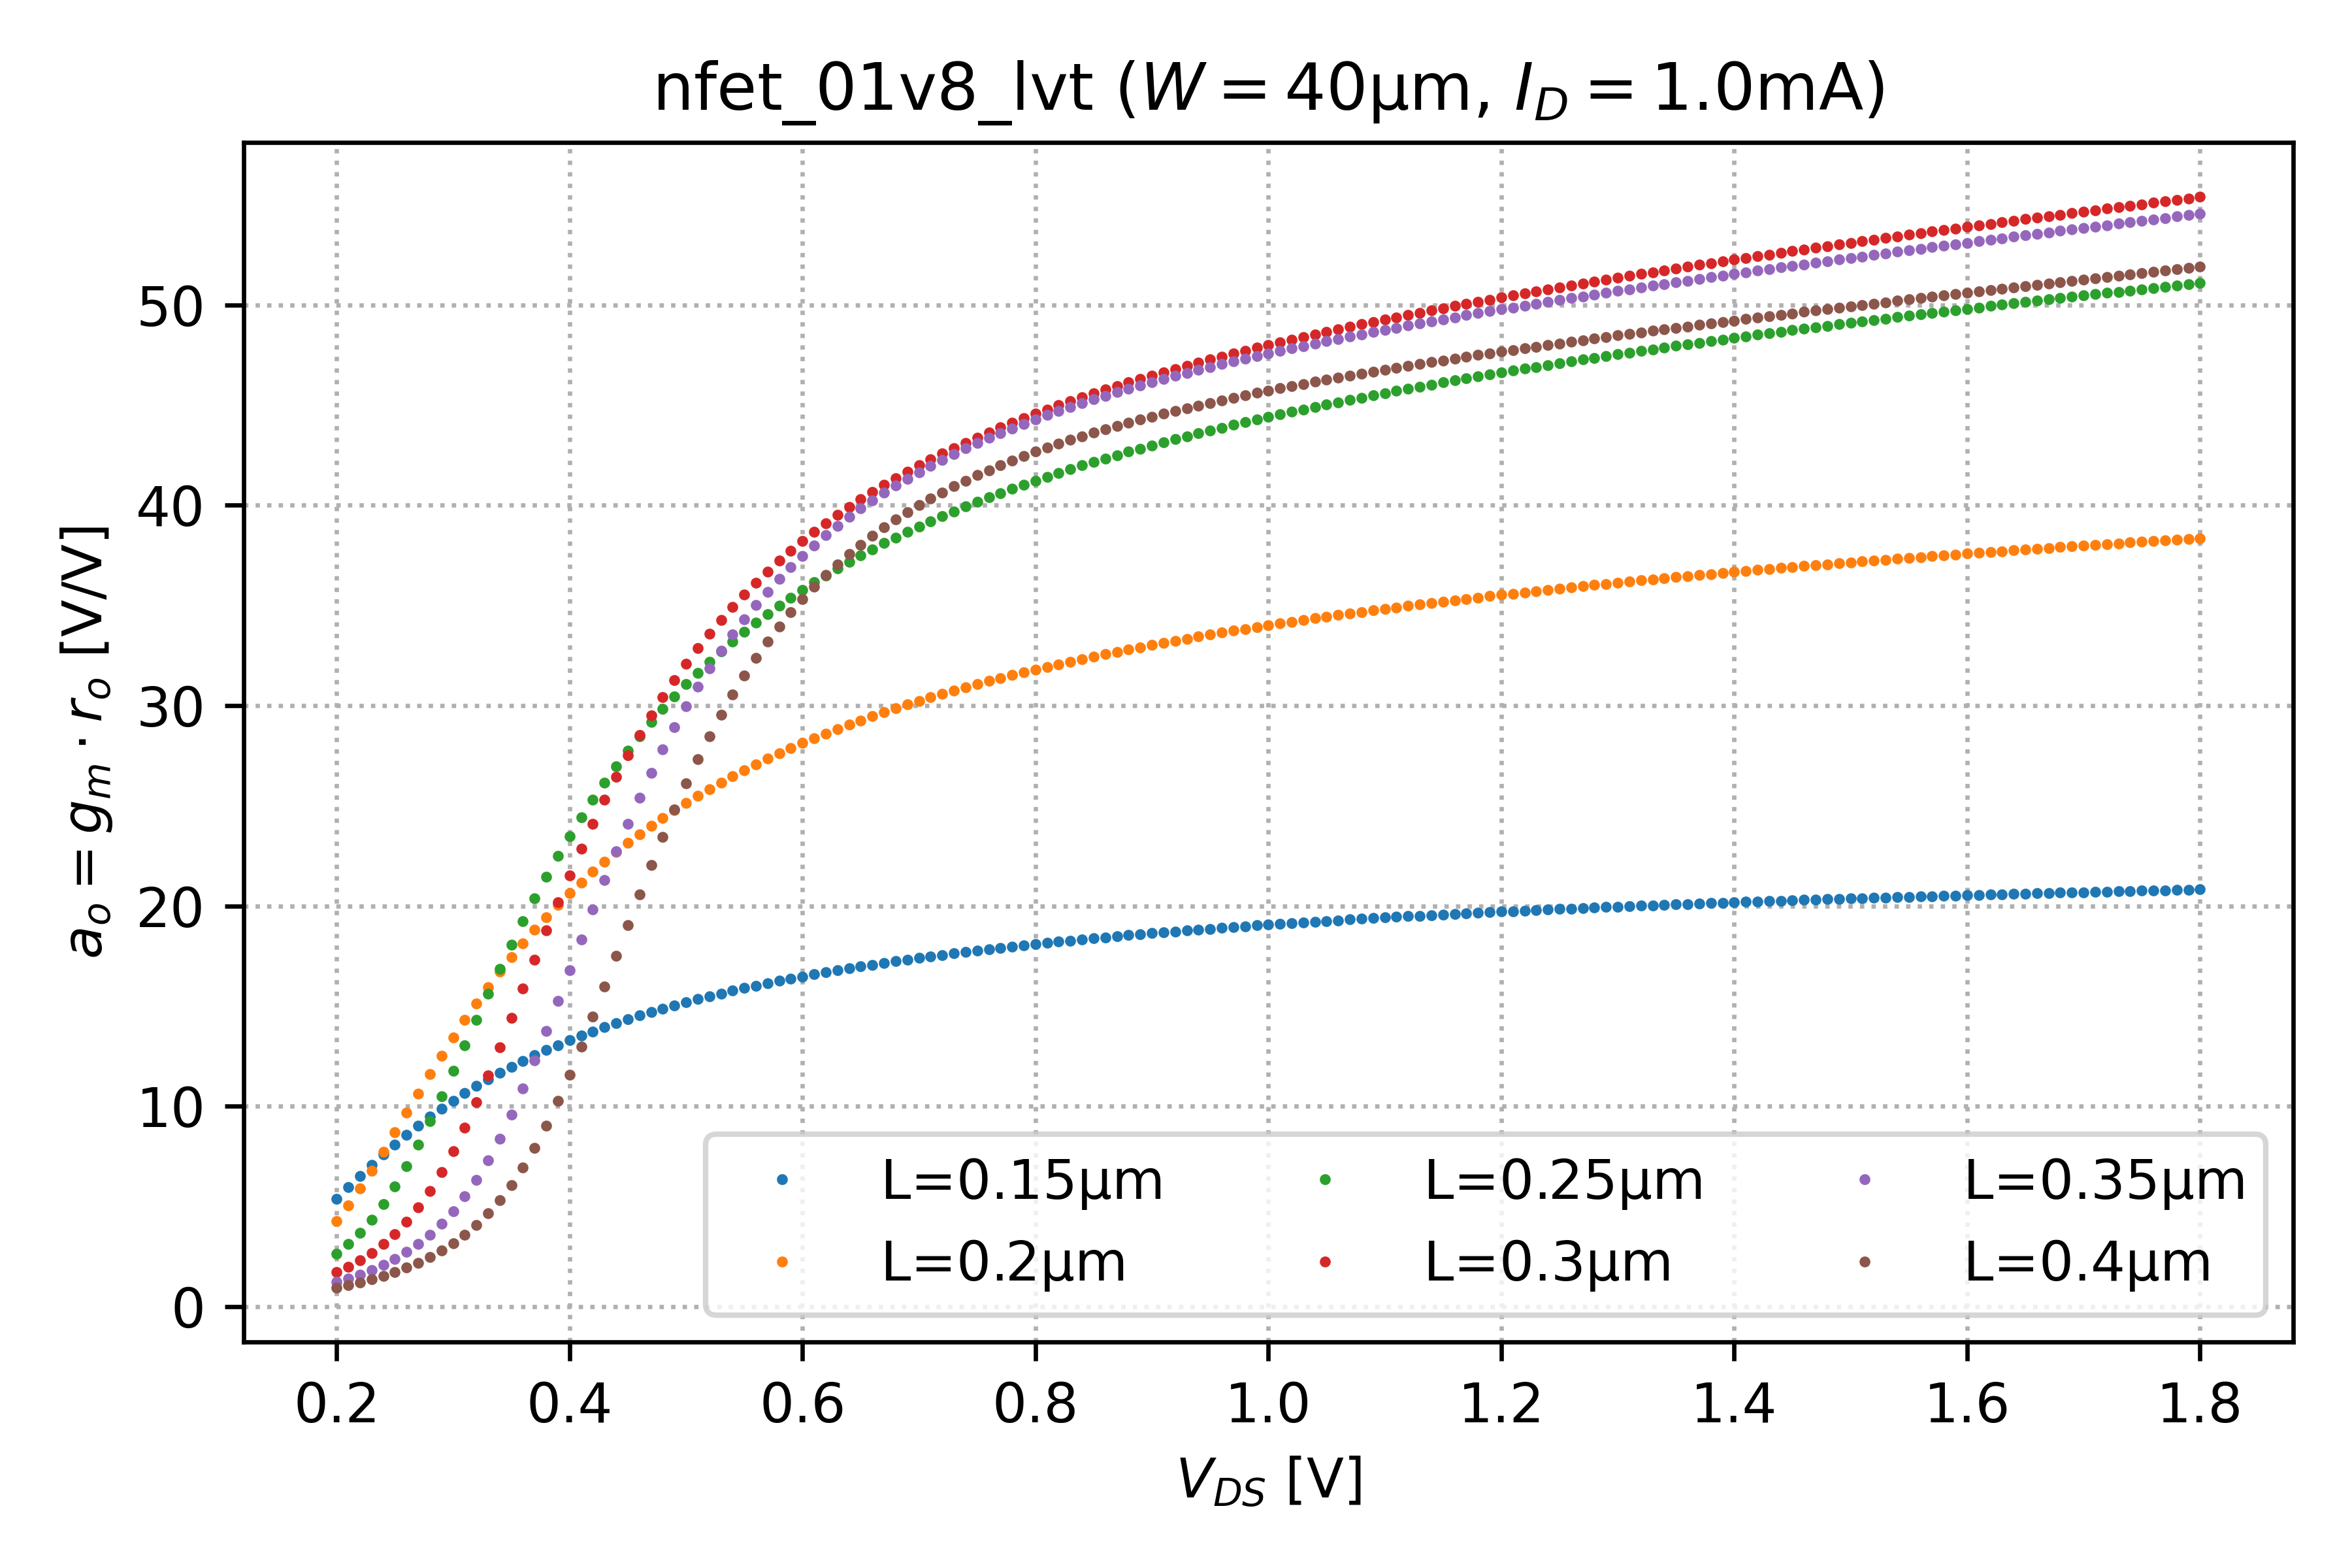 nfet_01v8_lvt (W = 40μm, I_D = 1.0mA)
a_o = g_m · r_o [V/V]
50
40
30
20
10
0
L=0.15μm
L=0.25μm
L=0.35μm
L=0.2μm
L=0.3μm
L=0.4μm
0.2 0.4 0.6 0.8 1.0 1.2 1.4 1.6 1.8
V_DS [V]